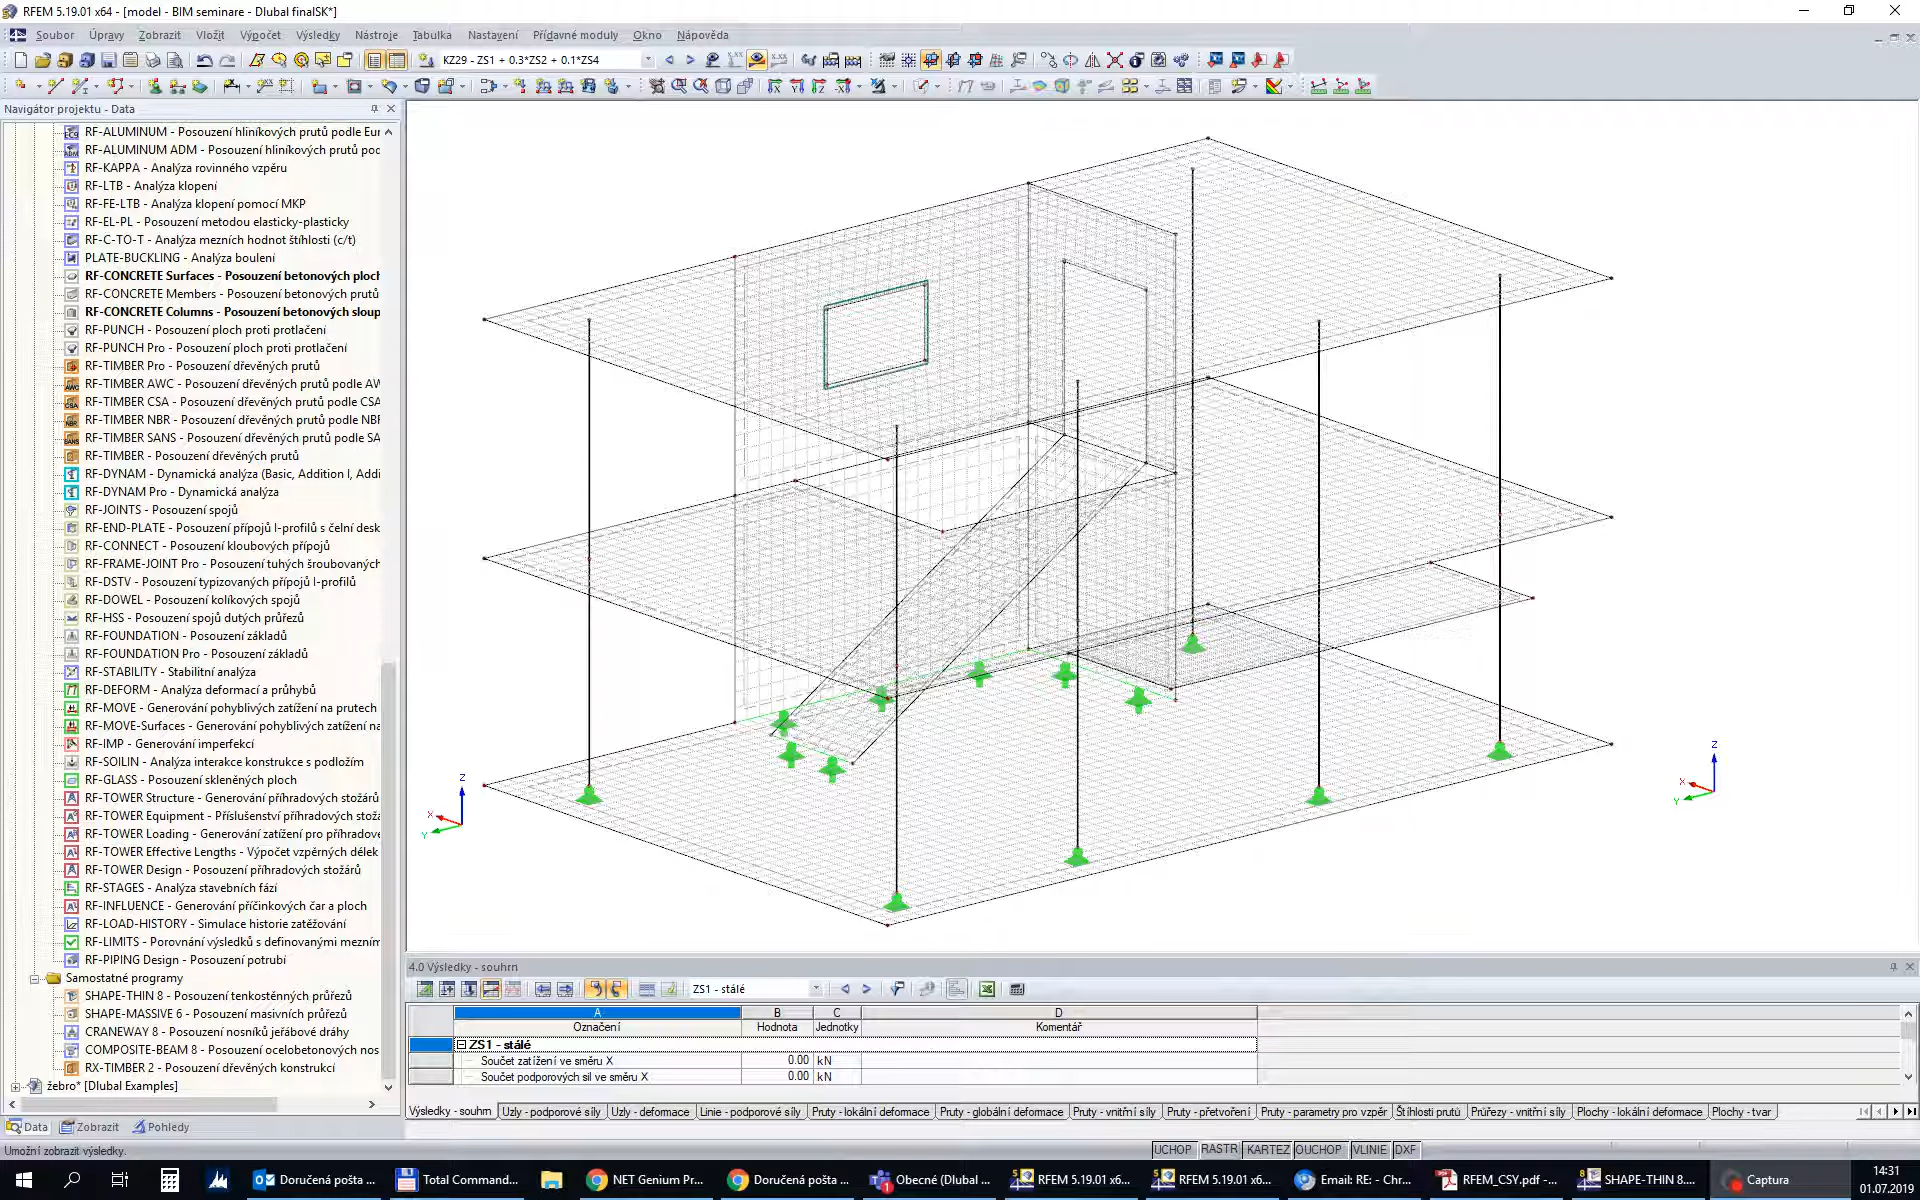 RFEM 5.19.01 x64 - [model - BIM seminare - Dlubal finalSK*]
Soubor Úpravy Zobrazit Vložit Výpočet Výsledky Nástroje Tabulka Nastavení Přídavné moduly Okno Nápověda
KZ29 - ZS1 + 0.3*ZS2 + 0.1*ZS4
Navigátor projektu - Data
RF-ALUMINUM - Posouzení hliníkových prutů podle Eur
RF-ALUMINUM ADM - Posouzení hliníkových prutů poc
RF-KAPPA - Analýza rovinného vzpěru
RF-LTB - Analýza klopení
RF-FE-LTB - Analýza klopení pomocí MKP
RF-EL-PL - Posouzení metodou elasticky-plasticky
RF-C-TO-T - Analýza mezních hodnot štíhlosti (c/t)
PLATE-BUCKLING - Analýza boulení
RF-CONCRETE Surfaces - Posouzení betonových ploch
RF-CONCRETE Members - Posouzení betonových prutů
RF-CONCRETE Columns - Posouzení betonových sloup
RF-PUNCH - Posouzení ploch proti protlačení
RF-PUNCH Pro - Posouzení ploch proti protlačení
RF-TIMBER Pro - Posouzení dřevěných prutů
RF-TIMBER AWC - Posouzení dřevěných prutů podle AW
RF-TIMBER CSA - Posouzení dřevěných prutů podle CSA
RF-TIMBER NBR - Posouzení dřevěných prutů podle NBF
RF-TIMBER SANS - Posouzení dřevěných prutů podle SA
RF-TIMBER - Posouzení dřevěných prutů
RF-DYNAM - Dynamická analýza (Basic, Addition I, Addi
RF-DYNAM Pro - Dynamická analýza
RF-JOINTS - Posouzení spojů
RF-END-PLATE - Posouzení přípojů I-profilů s čelní desk
RF-CONNECT - Posouzení kloubových přípojů
RF-FRAME-JOINT Pro - Posouzení tuhých šroubovaných
RF-DSTV - Posouzení typizovaných přípojů I-profilů
RF-DOWEL - Posouzení kolíkových spojů
RF-HSS - Posouzení spojů dutých průřezů
RF-FOUNDATION - Posouzení základů
RF-FOUNDATION Pro - Posouzení základů
RF-STABILITY - Stabilitní analýza
RF-DEFORM - Analýza deformací a průhybů
RF-MOVE - Generování pohyblivých zatížení na prutech
RF-MOVE-Surfaces - Generování pohyblivých zatížení na
RF-IMP - Generování imperfekcí
RF-SOILIN - Analýza interakce konstrukce s podložím
RF-GLASS - Posouzení skleněných ploch
RF-TOWER Structure - Generování příhradových stožárů
RF-TOWER Equipment - Příslušenství příhradových stoža
RF-TOWER Loading - Generování zatížení pro příhradove
RF-TOWER Effective Lengths - Výpočet vzpěrných délek
RF-TOWER Design - Posouzení příhradových stožárů
RF-STAGES - Analýza stavebních fází
RF-INFLUENCE - Generování příčinkových čar a ploch
RF-LOAD-HISTORY - Simulace historie zatěžování
RF-LIMITS - Porovnání výsledků s definovanými mezním
RF-PIPING Design - Posouzení potrubí
Samostatné programy
SHAPE-THIN 8 - Posouzení tenkostěnných průřezů
SHAPE-MASSIVE 6 - Posouzení masivních průřezů
CRANEWAY 8 - Posouzení nosníků jeřábové dráhy
COMPOSITE-BEAM 8 - Posouzení ocelobetonových nos
RX-TIMBER 2 - Posouzení dřevěných konstrukcí
žebro* [Dlubal Examples]
Data Zobrazit Pohledy
Z
X
Y
Z
X
Y
4.0 Výsledky - souhrn
ZS1 - stálé
A B C D
Označení Hodnota Jednotky Komentář
ZS1 - stálé
Součet zatížení ve směru X 0.00 kN
Součet podporových sil ve směru X 0.00 kN
Výsledky - souhrn Uzly - podporové síly Uzly - deformace Linie - podporové síly Pruty - lokální deformace Pruty - globální deformace Pruty - vnitřní síly Pruty - přetvoření Pruty - parametry pro vzpěr Štíhlosti prutů Průřezy - vnitřní síly Plochy - lokální deformace Plochy - tvar
Umožní zobrazit výsledky.
UCHOP RASTR KARTEZ OUCHOP VLINIE DXF
Doručená pošta ... Total Command... NET Genium Pr... Doručená pošta ... Obecné (Dlubal ... RFEM 5.19.01 x6... RFEM 5.19.01 x6... Email: RE: - Chr... RFEM_CSY.pdf -... SHAPE-THIN 8.... Captura
14:31
01.07.2019